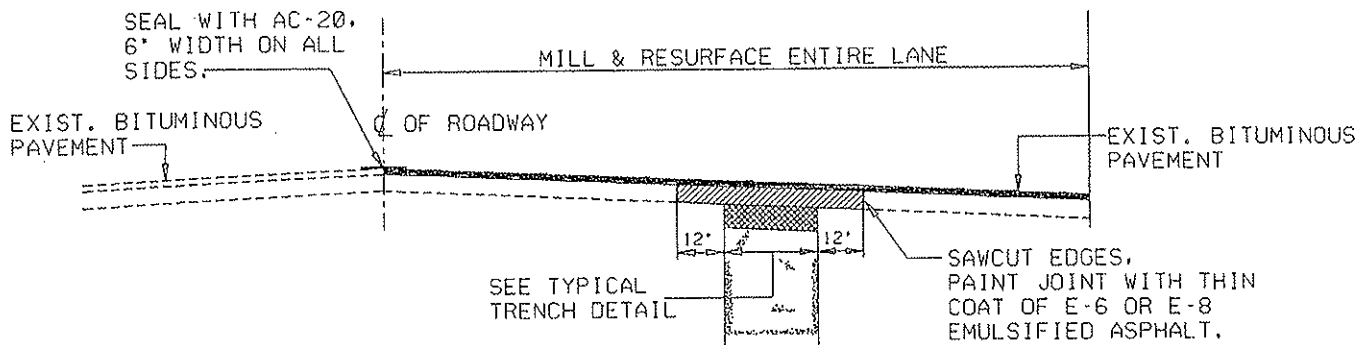 SEAL WITH AC-20,
6" WIDTH ON ALL
SIDES.
MILL & RESURFACE ENTIRE LANE
EXIST. BITUMINOUS
PAVEMENT
℄ OF ROADWAY
EXIST. BITUMINOUS
PAVEMENT
12"
12"
SEE TYPICAL
TRENCH DETAIL
SAWCUT EDGES,
PAINT JOINT WITH THIN
COAT OF E-6 OR E-8
EMULSIFIED ASPHALT.